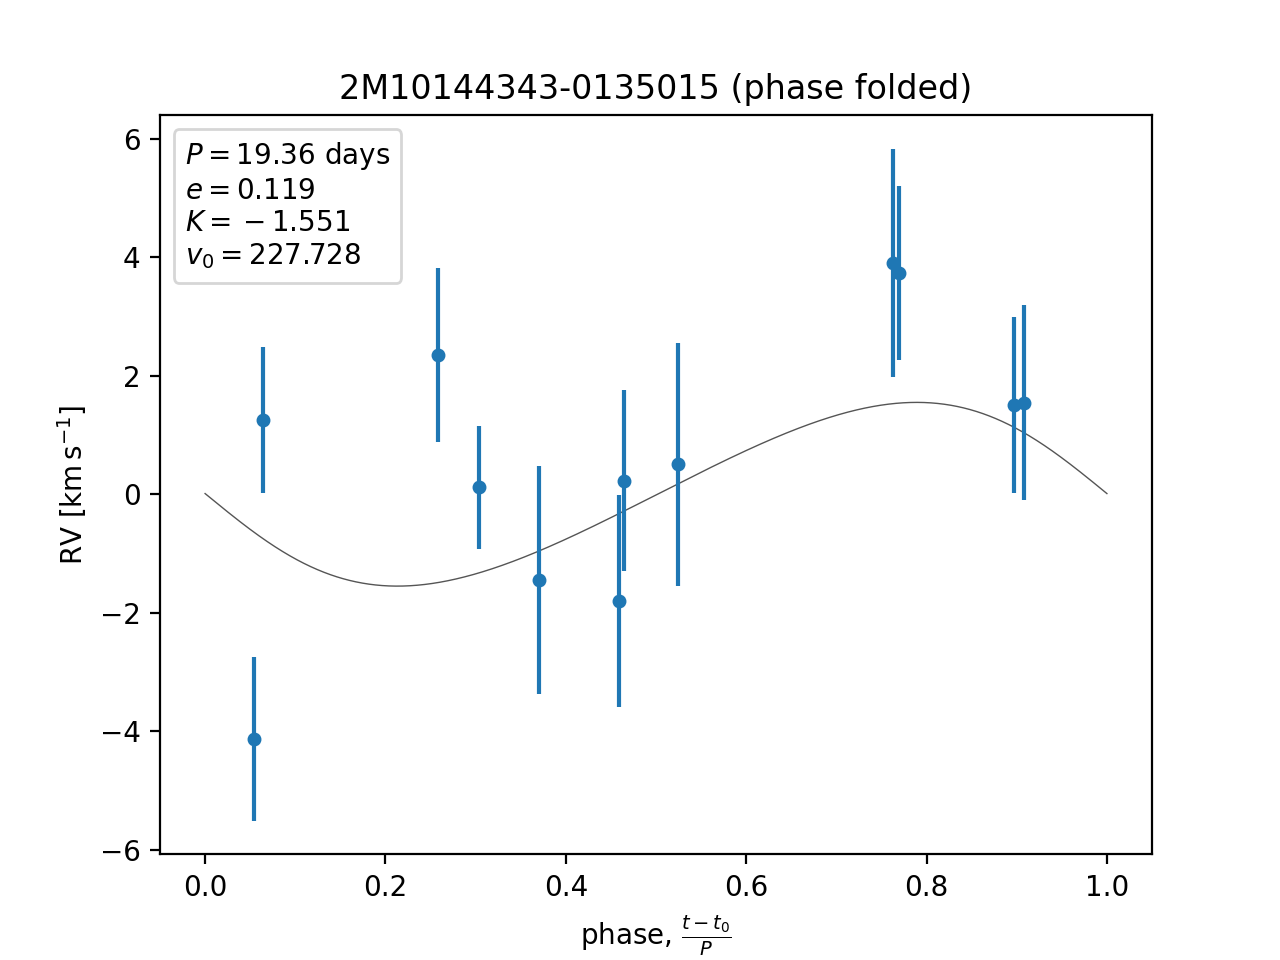 2M10144343-0135015 (phase folded)
P = 19.36 days
e = 0.119
K = −1.551
v₀ = 227.728
6
4
2
0
−2
−4
−6
RV [km s⁻¹]
0.0 0.2 0.4 0.6 0.8 1.0
phase, (t − t₀)/P